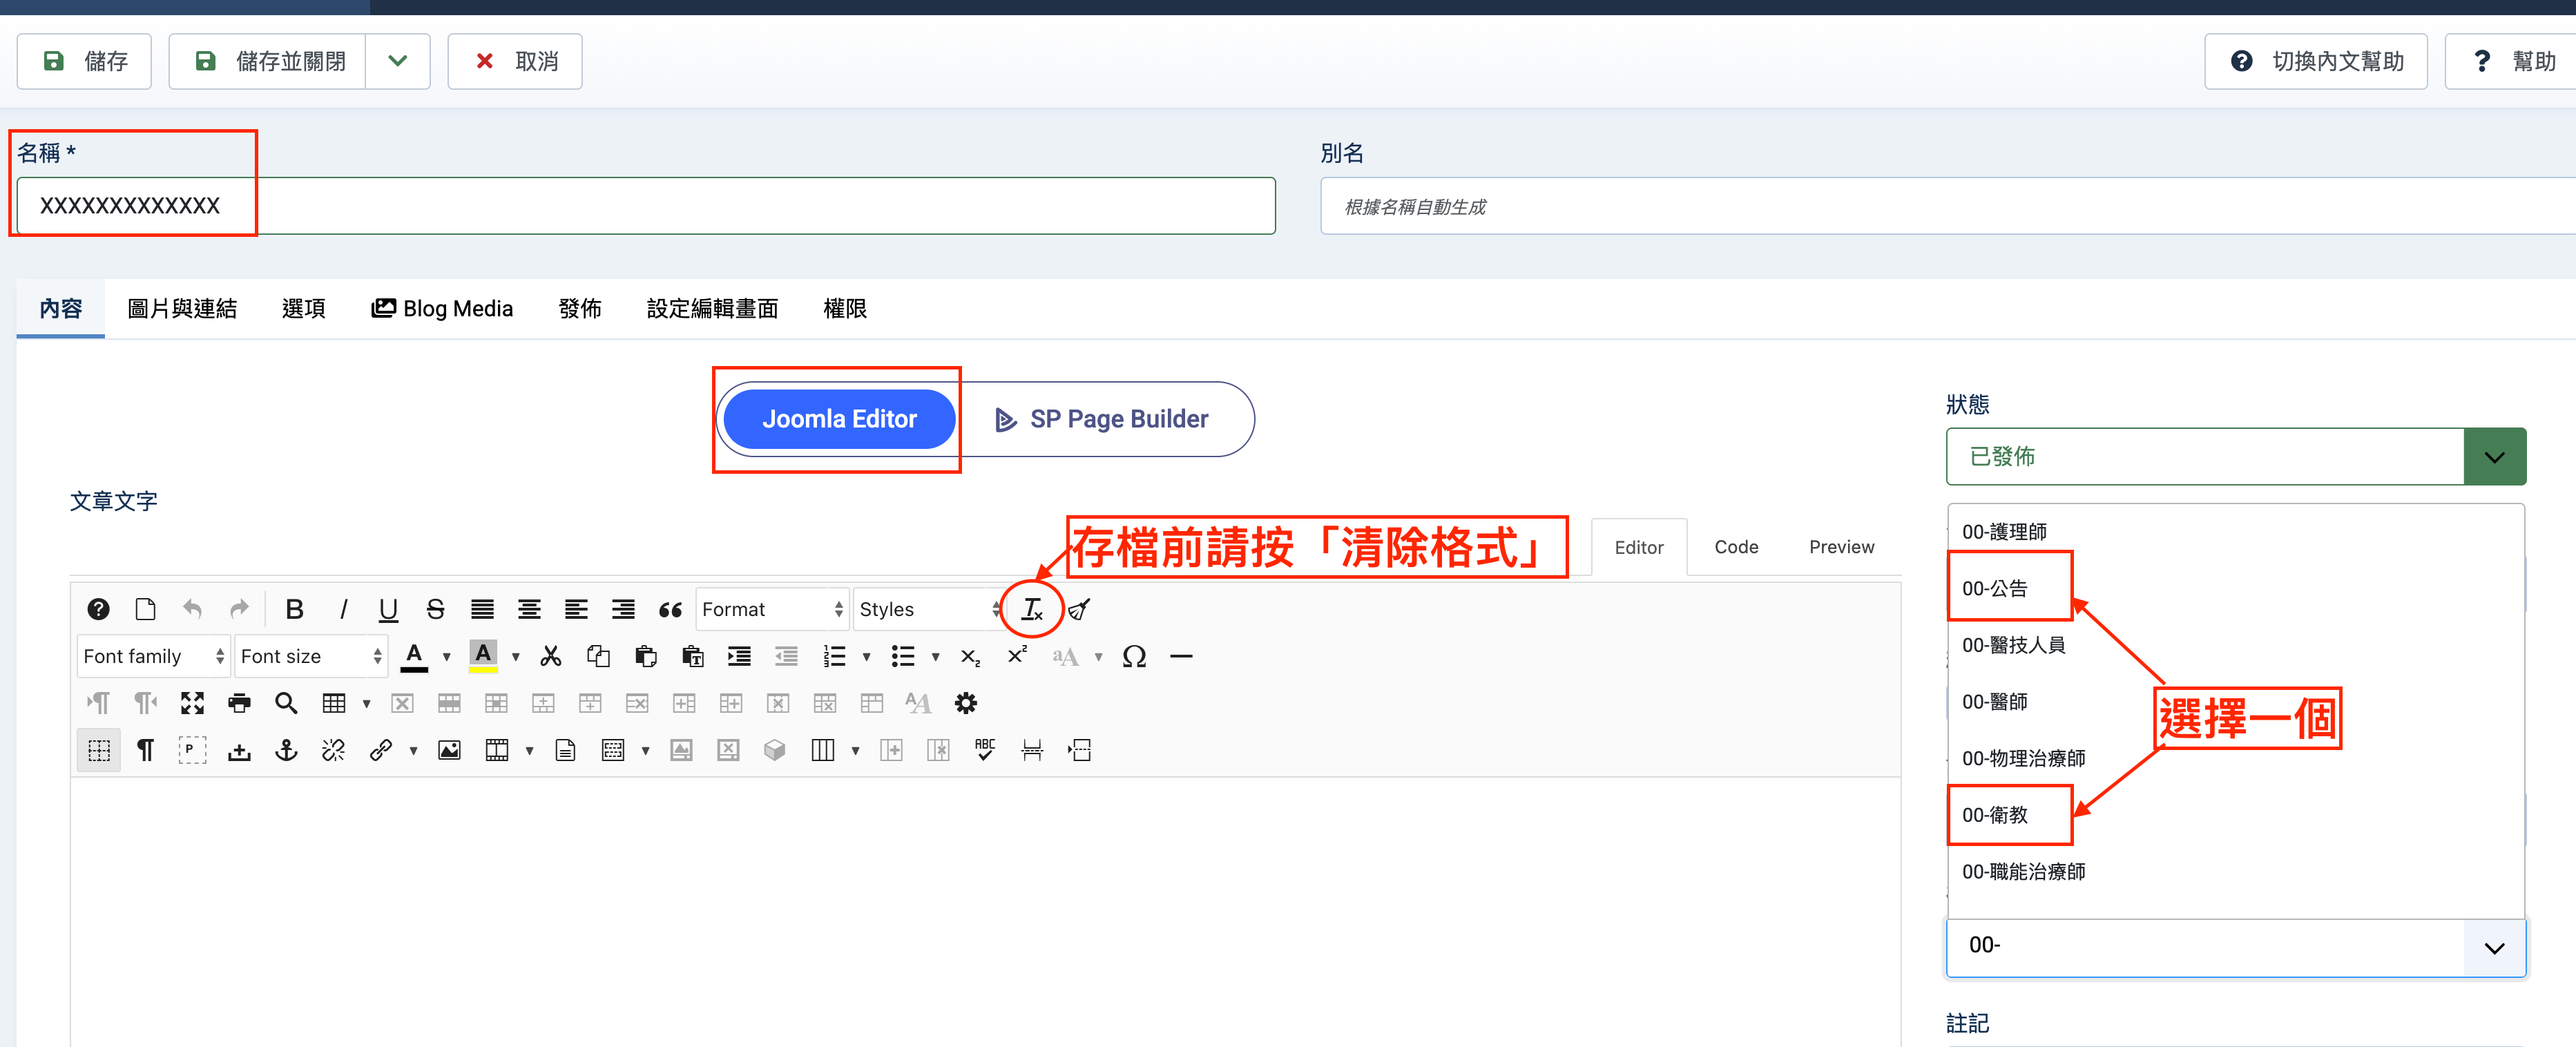 儲存
儲存並關閉
取消
切換內文幫助
幫助
名稱 *
XXXXXXXXXXXXX
別名
根據名稱自動生成
內容
圖片與連結
選項
Blog Media
發佈
設定編輯畫面
權限
Joomla Editor
SP Page Builder
文章文字
存檔前請按「清除格式」
Editor
Code
Preview
Format
Styles
Font family
Font size
狀態
已發佈
00-護理師
00-公告
00-醫技人員
00-醫師
00-物理治療師
00-衛教
00-職能治療師
選擇一個
00-
註記